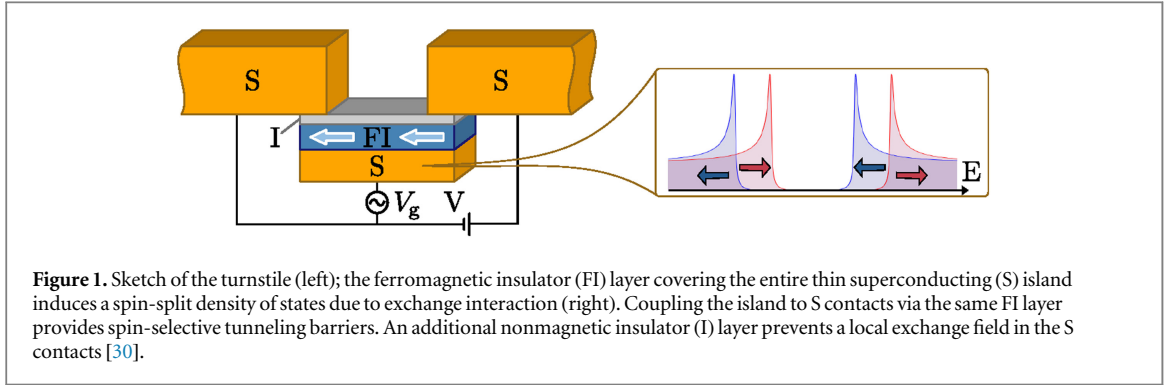 S
S
I
FI
S
V_g
V
E
Figure 1. Sketch of the turnstile (left); the ferromagnetic insulator (FI) layer covering the entire thin superconducting (S) island
induces a spin-split density of states due to exchange interaction (right). Coupling the island to S contacts via the same FI layer
provides spin-selective tunneling barriers. An additional nonmagnetic insulator (I) layer prevents a local exchange field in the S
contacts [30].